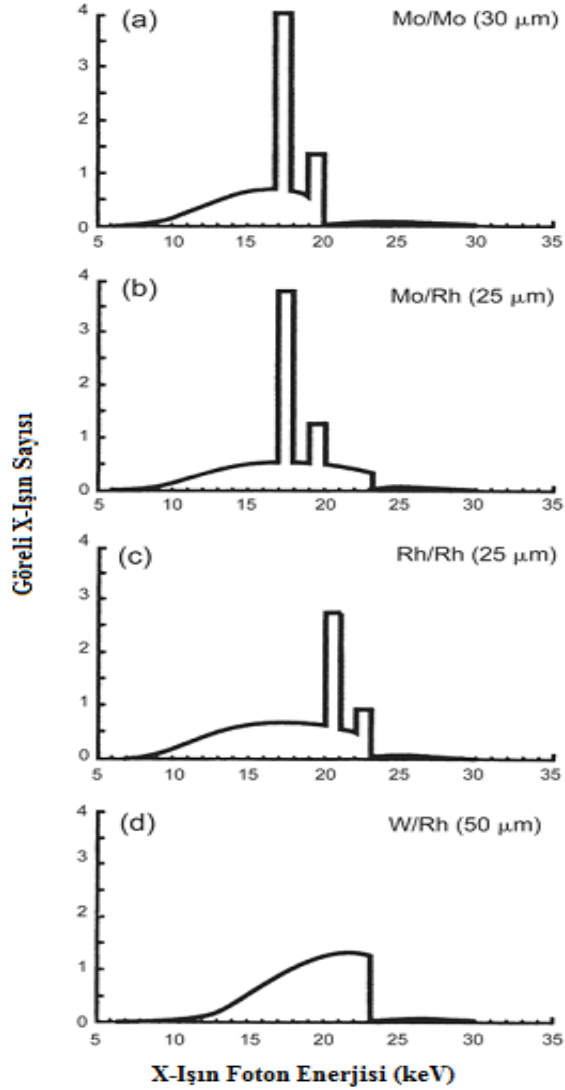 Göreli X-Işın Sayısı
(a) Mo/Mo (30 μm)
4
3
2
1
0
5 10 15 20 25 30 35
(b) Mo/Rh (25 μm)
4
3
2
1
0
5 10 15 20 25 30 35
(c) Rh/Rh (25 μm)
4
3
2
1
0
5 10 15 20 25 30 35
(d) W/Rh (50 μm)
4
3
2
1
0
5 10 15 20 25 30 35
X-Işın Foton Enerjisi (keV)